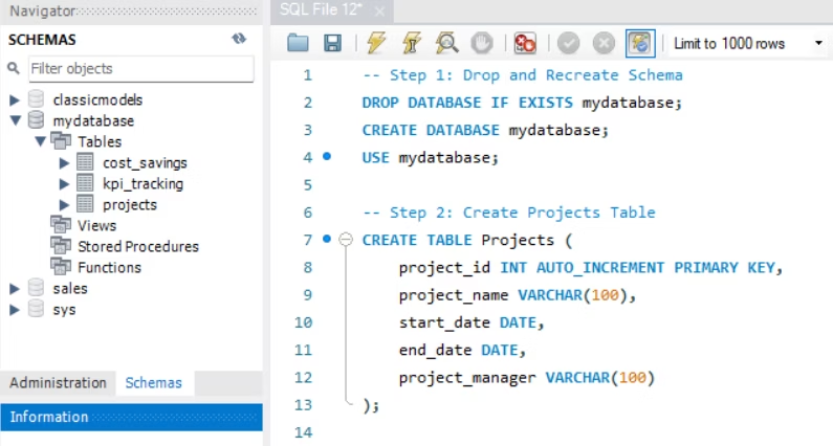 Navigator
SCHEMAS
Filter objects
classicmodels
mydatabase
Tables
cost_savings
kpi_tracking
projects
Views
Stored Procedures
Functions
sales
sys
Administration Schemas
Information
SQL File 12*
Limit to 1000 rows
1 -- Step 1: Drop and Recreate Schema
2 DROP DATABASE IF EXISTS mydatabase;
3 CREATE DATABASE mydatabase;
4 USE mydatabase;
5
6 -- Step 2: Create Projects Table
7 CREATE TABLE Projects (
8 project_id INT AUTO_INCREMENT PRIMARY KEY,
9 project_name VARCHAR(100),
10 start_date DATE,
11 end_date DATE,
12 project_manager VARCHAR(100)
13 );
14